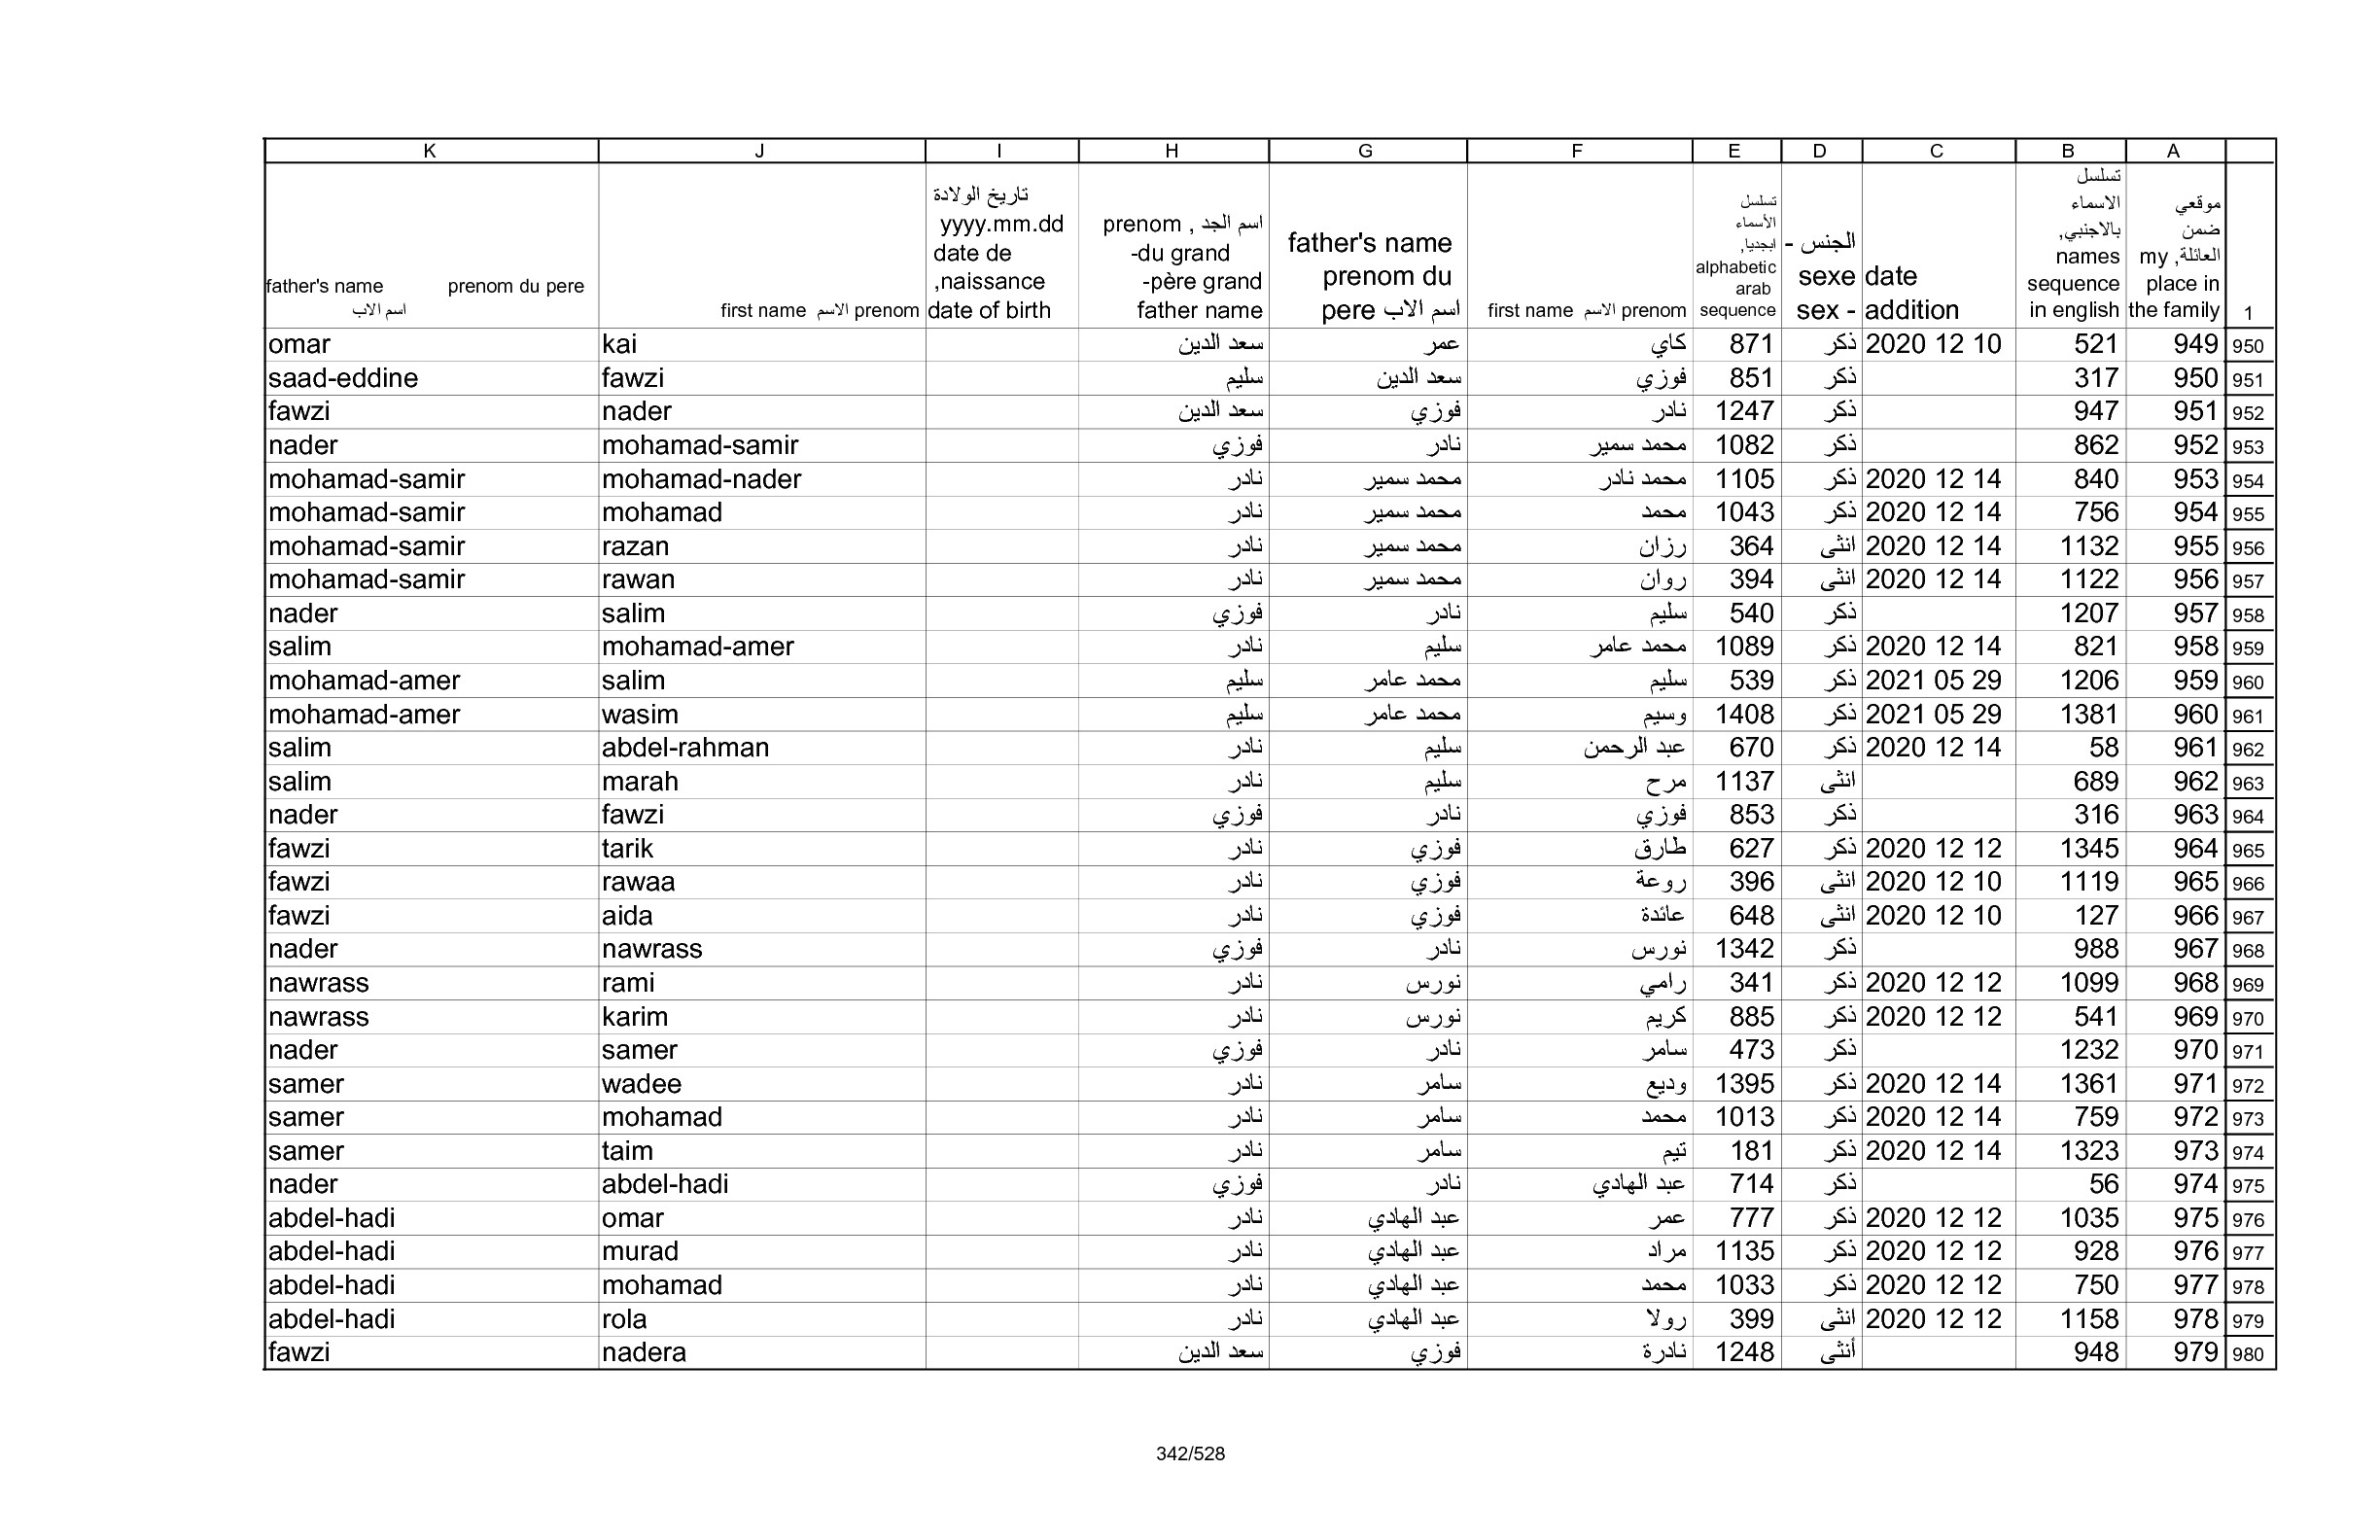 K J I H G F E D C B A
father's name prenom du pere اسم الاب
first name الاسم prenom
تاريخ الولادة yyyy.mm.dd date de ,naissance date of birth
اسم الجد , prenom -du grand -père grand father name
father's name prenom du pere اسم الاب
first name الاسم prenom
تسلسل الأسماء ابجديا, alphabetic arab sequence
الجنس - sexe sex -
date addition
تسلسل الاسماء بالاجنبي, names sequence in english
موقعي ضمن العائلة, my place in the family
1
omar kai سعد الدين عمر كاي 871 ذكر 2020 12 10 521 949 950
saad-eddine fawzi سليم سعد الدين فوزي 851 ذكر 317 950 951
fawzi nader سعد الدين فوزي نادر 1247 ذكر 947 951 952
nader mohamad-samir فوزي نادر محمد سمير 1082 ذكر 862 952 953
mohamad-samir mohamad-nader نادر محمد سمير محمد نادر 1105 ذكر 2020 12 14 840 953 954
mohamad-samir mohamad نادر محمد سمير محمد 1043 ذكر 2020 12 14 756 954 955
mohamad-samir razan نادر محمد سمير رزان 364 انثى 2020 12 14 1132 955 956
mohamad-samir rawan نادر محمد سمير روان 394 انثى 2020 12 14 1122 956 957
nader salim فوزي نادر سليم 540 ذكر 1207 957 958
salim mohamad-amer نادر سليم محمد عامر 1089 ذكر 2020 12 14 821 958 959
mohamad-amer salim سليم محمد عامر سليم 539 ذكر 2021 05 29 1206 959 960
mohamad-amer wasim سليم محمد عامر وسيم 1408 ذكر 2021 05 29 1381 960 961
salim abdel-rahman نادر سليم عبد الرحمن 670 ذكر 2020 12 14 58 961 962
salim marah نادر سليم مرح 1137 انثى 689 962 963
nader fawzi فوزي نادر فوزي 853 ذكر 316 963 964
fawzi tarik نادر فوزي طارق 627 ذكر 2020 12 12 1345 964 965
fawzi rawaa نادر فوزي روعة 396 انثى 2020 12 10 1119 965 966
fawzi aida نادر فوزي عائدة 648 انثى 2020 12 10 127 966 967
nader nawrass فوزي نادر نورس 1342 ذكر 988 967 968
nawrass rami نادر نورس رامي 341 ذكر 2020 12 12 1099 968 969
nawrass karim نادر نورس كريم 885 ذكر 2020 12 12 541 969 970
nader samer فوزي نادر سامر 473 ذكر 1232 970 971
samer wadee نادر سامر وديع 1395 ذكر 2020 12 14 1361 971 972
samer mohamad نادر سامر محمد 1013 ذكر 2020 12 14 759 972 973
samer taim نادر سامر تيم 181 ذكر 2020 12 14 1323 973 974
nader abdel-hadi فوزي نادر عبد الهادي 714 ذكر 56 974 975
abdel-hadi omar نادر عبد الهادي عمر 777 ذكر 2020 12 12 1035 975 976
abdel-hadi murad نادر عبد الهادي مراد 1135 ذكر 2020 12 12 928 976 977
abdel-hadi mohamad نادر عبد الهادي محمد 1033 ذكر 2020 12 12 750 977 978
abdel-hadi rola نادر عبد الهادي رولا 399 انثى 2020 12 12 1158 978 979
fawzi nadera سعد الدين فوزي نادرة 1248 أنثى 948 979 980
342/528